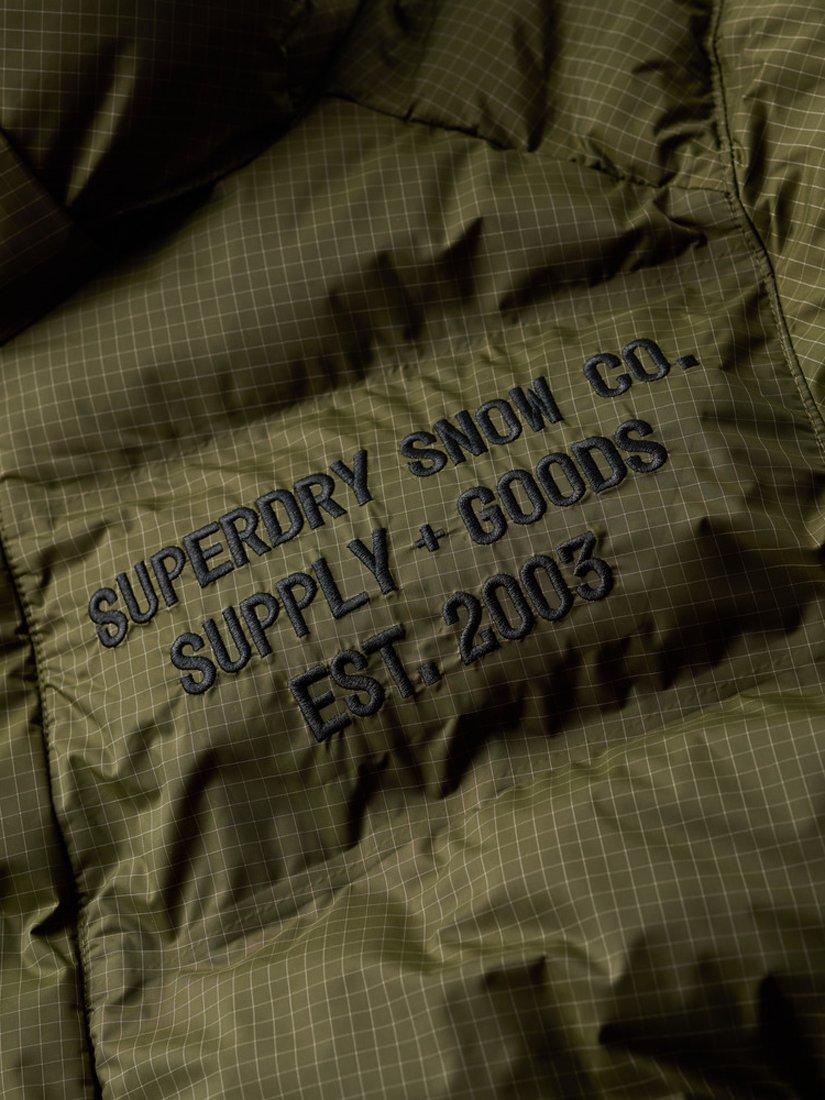 SUPERDRY SNOW CO.
SUPPLY + GOODS
EST. 2003